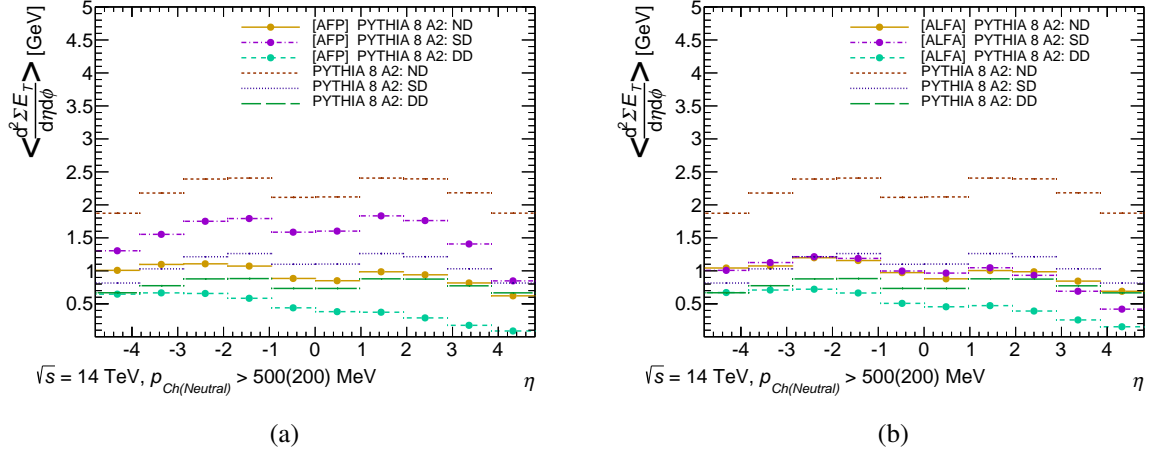 ⟨d²ΣE_T/dηdϕ⟩ [GeV]
5
4.5
4
3.5
3
2.5
2
1.5
1
0.5
[AFP] PYTHIA 8 A2: ND
[AFP] PYTHIA 8 A2: SD
[AFP] PYTHIA 8 A2: DD
PYTHIA 8 A2: ND
PYTHIA 8 A2: SD
PYTHIA 8 A2: DD
-4 -3 -2 -1 0 1 2 3 4
√s = 14 TeV, p_Ch(Neutral) > 500(200) MeV η
(a)
⟨d²ΣE_T/dηdϕ⟩ [GeV]
5
4.5
4
3.5
3
2.5
2
1.5
1
0.5
[ALFA] PYTHIA 8 A2: ND
[ALFA] PYTHIA 8 A2: SD
[ALFA] PYTHIA 8 A2: DD
PYTHIA 8 A2: ND
PYTHIA 8 A2: SD
PYTHIA 8 A2: DD
-4 -3 -2 -1 0 1 2 3 4
√s = 14 TeV, p_Ch(Neutral) > 500(200) MeV η
(b)